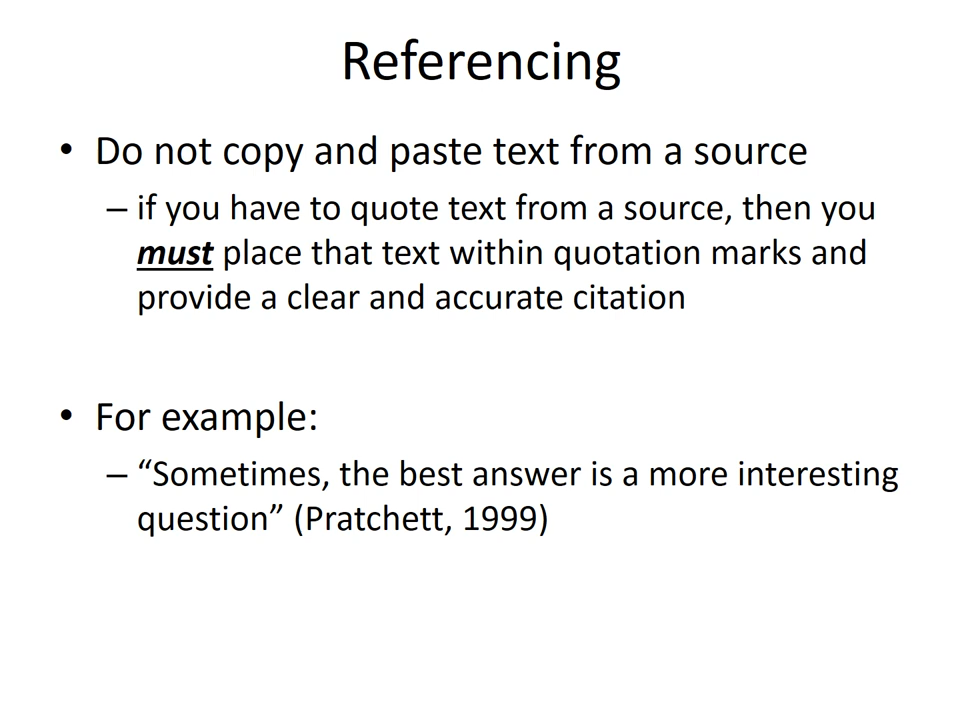 Referencing
• Do not copy and paste text from a source
– if you have to quote text from a source, then you
must place that text within quotation marks and
provide a clear and accurate citation
• For example:
– “Sometimes, the best answer is a more interesting
question” (Pratchett, 1999)